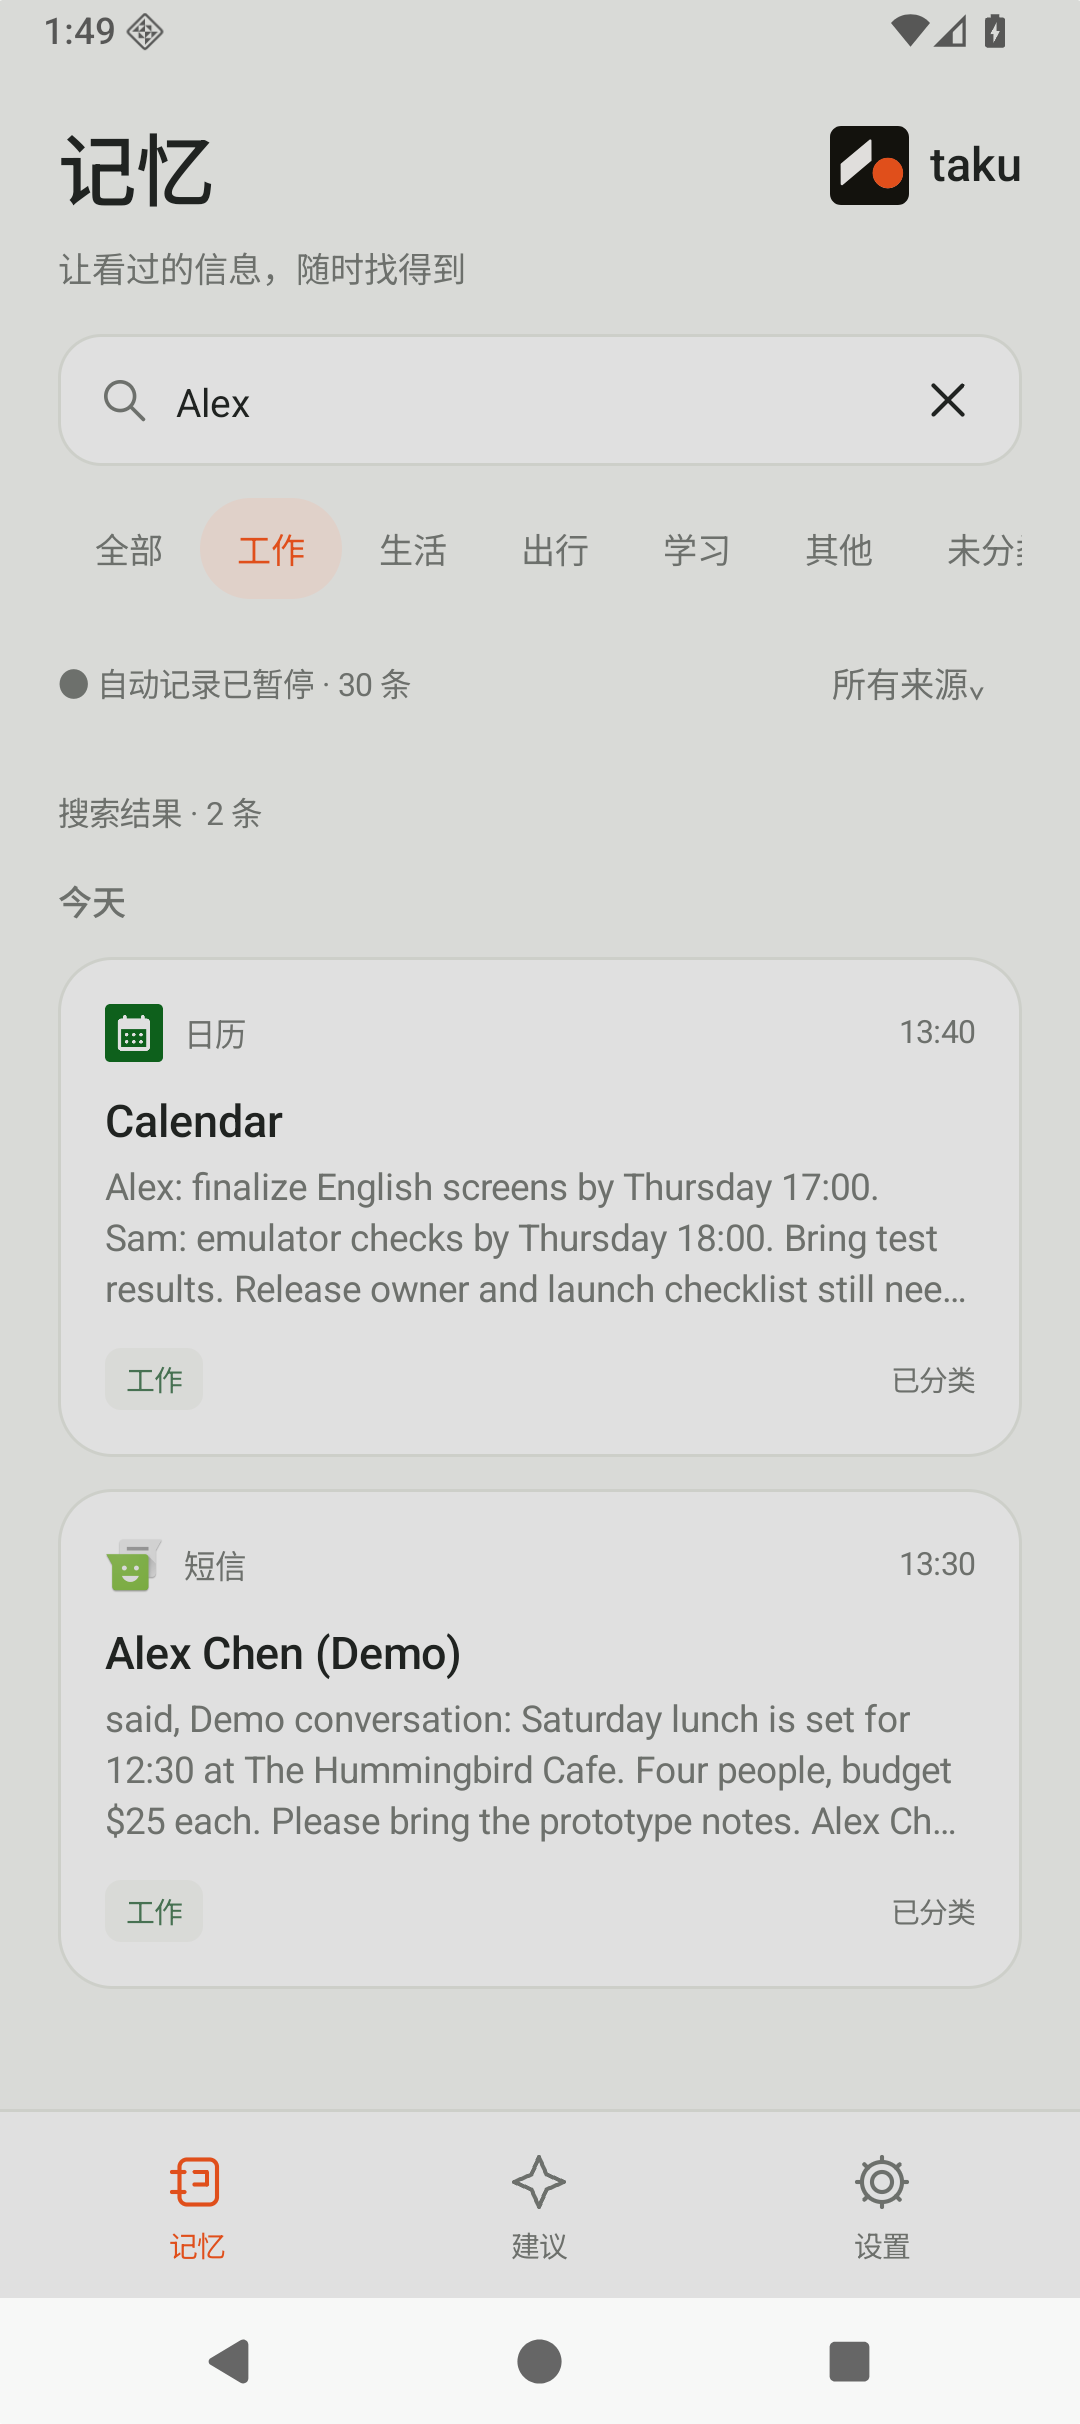 1:49
记忆
taku
让看过的信息，随时找得到
Alex
全部 工作 生活 出行 学习 其他 未分
自动记录已暂停 · 30 条
所有来源
搜索结果 · 2 条
今天
日历
13:40
Calendar
Alex: finalize English screens by Thursday 17:00.
Sam: emulator checks by Thursday 18:00. Bring test
results. Release owner and launch checklist still nee…
工作
已分类
短信
13:30
Alex Chen (Demo)
said, Demo conversation: Saturday lunch is set for
12:30 at The Hummingbird Cafe. Four people, budget
$25 each. Please bring the prototype notes. Alex Ch…
工作
已分类
记忆
建议
设置